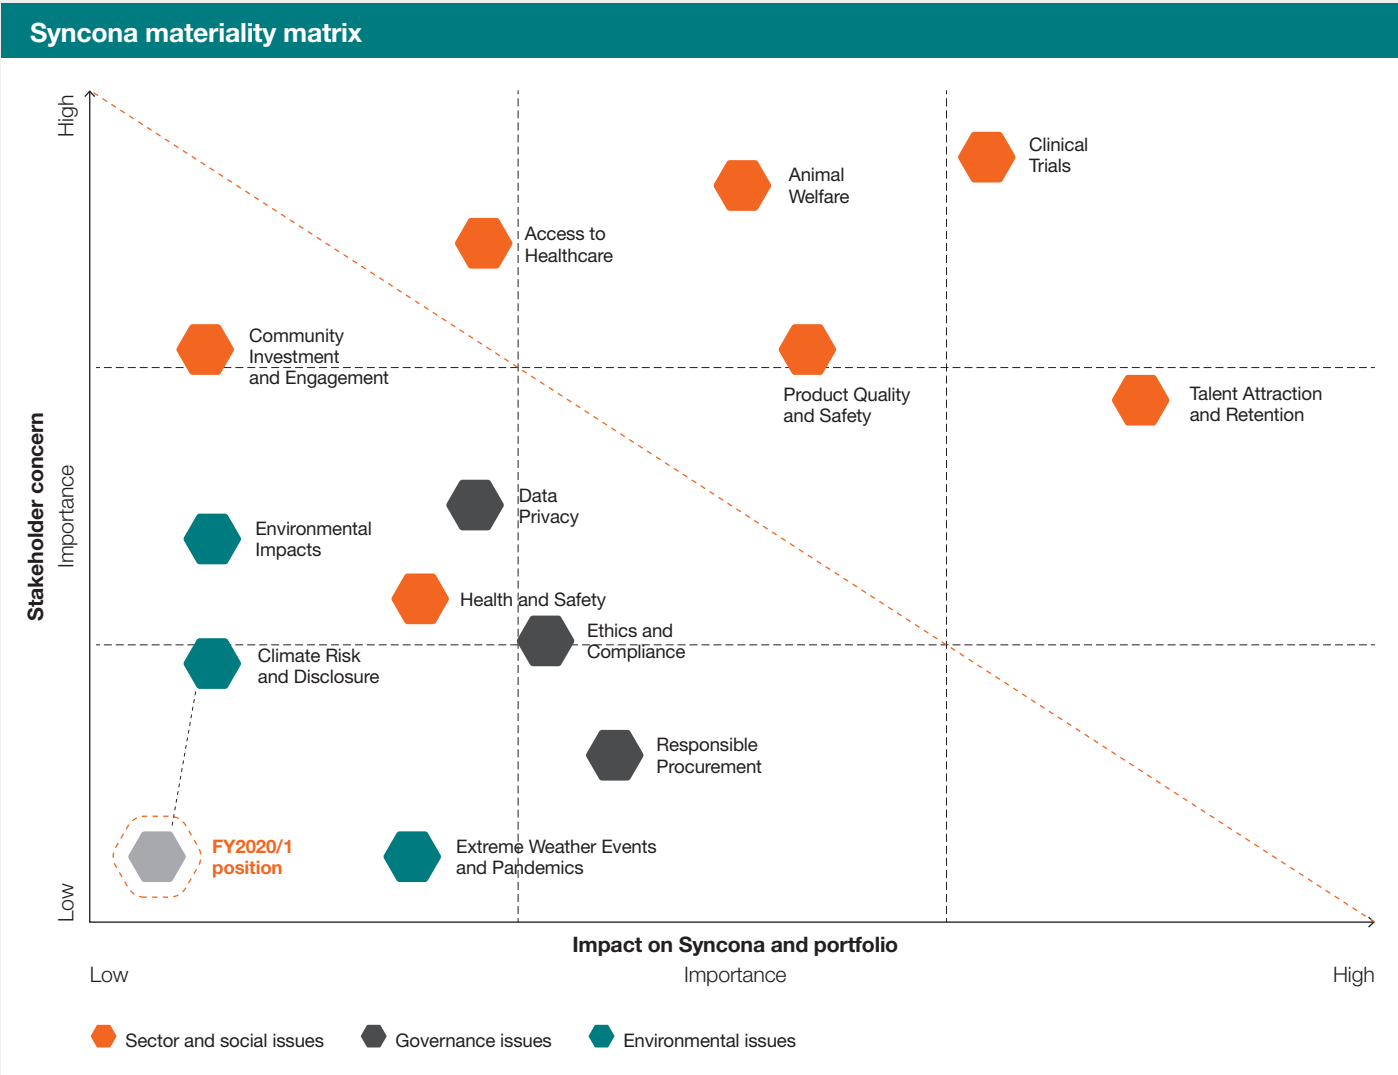 Syncona materiality matrix
High
Clinical
Trials
Animal
Welfare
Access to
Healthcare
Community
Investment
and Engagement
Product Quality
and Safety
Talent Attraction
and Retention
Stakeholder concern
Importance
Data
Privacy
Environmental
Impacts
Health and Safety
Ethics and
Compliance
Climate Risk
and Disclosure
Responsible
Procurement
FY2020/1
position
Extreme Weather Events
and Pandemics
Low
Impact on Syncona and portfolio
Low
Importance
High
Sector and social issues
Governance issues
Environmental issues